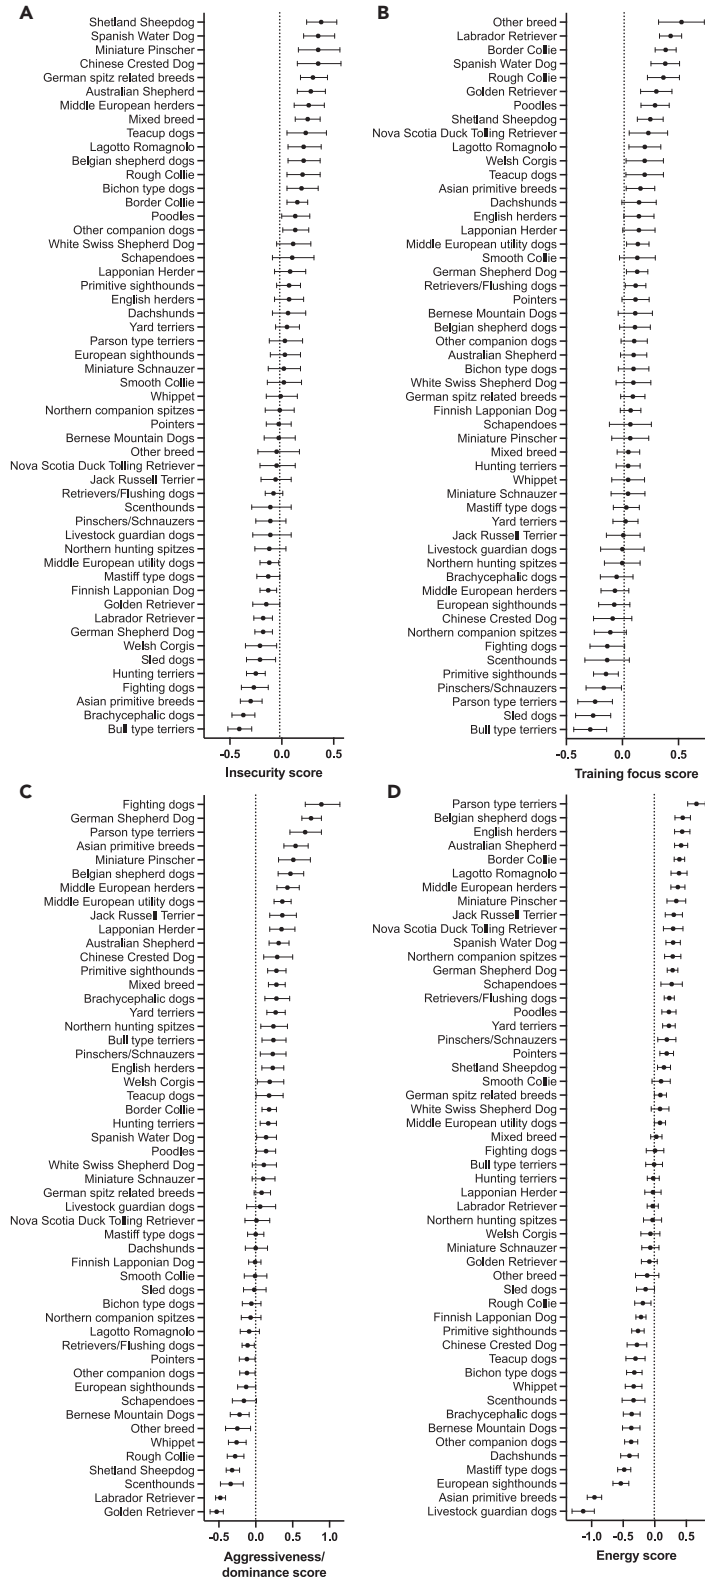 A
Shetland Sheepdog
Spanish Water Dog
Miniature Pinscher
Chinese Crested Dog
German spitz related breeds
Australian Shepherd
Middle European herders
Mixed breed
Teacup dogs
Lagotto Romagnolo
Belgian shepherd dogs
Rough Collie
Bichon type dogs
Border Collie
Poodles
Other companion dogs
White Swiss Shepherd Dog
Schapendoes
Lapponian Herder
Primitive sighthounds
English herders
Dachshunds
Yard terriers
Parson type terriers
European sighthounds
Miniature Schnauzer
Smooth Collie
Whippet
Northern companion spitzes
Pointers
Bernese Mountain Dogs
Other breed
Nova Scotia Duck Tolling Retriever
Jack Russell Terrier
Retrievers/Flushing dogs
Scenthounds
Pinschers/Schnauzers
Livestock guardian dogs
Northern hunting spitzes
Middle European utility dogs
Mastiff type dogs
Finnish Lapponian Dog
Golden Retriever
Labrador Retriever
German Shepherd Dog
Welsh Corgis
Sled dogs
Hunting terriers
Fighting dogs
Asian primitive breeds
Brachycephalic dogs
Bull type terriers
-0.5 0.0 0.5
Insecurity score
B
Other breed
Labrador Retriever
Border Collie
Spanish Water Dog
Rough Collie
Golden Retriever
Poodles
Shetland Sheepdog
Nova Scotia Duck Tolling Retriever
Lagotto Romagnolo
Welsh Corgis
Teacup dogs
Asian primitive breeds
Dachshunds
English herders
Lapponian Herder
Middle European utility dogs
Smooth Collie
German Shepherd Dog
Retrievers/Flushing dogs
Pointers
Bernese Mountain Dogs
Belgian shepherd dogs
Other companion dogs
Australian Shepherd
Bichon type dogs
White Swiss Shepherd Dog
German spitz related breeds
Finnish Lapponian Dog
Schapendoes
Miniature Pinscher
Mixed breed
Hunting terriers
Whippet
Miniature Schnauzer
Mastiff type dogs
Yard terriers
Jack Russell Terrier
Livestock guardian dogs
Northern hunting spitzes
Brachycephalic dogs
Middle European herders
European sighthounds
Chinese Crested Dog
Northern companion spitzes
Fighting dogs
Scenthounds
Primitive sighthounds
Pinschers/Schnauzers
Parson type terriers
Sled dogs
Bull type terriers
-0.5 0.0 0.5
Training focus score
C
Fighting dogs
German Shepherd Dog
Parson type terriers
Asian primitive breeds
Miniature Pinscher
Belgian shepherd dogs
Middle European herders
Middle European utility dogs
Jack Russell Terrier
Lapponian Herder
Australian Shepherd
Chinese Crested Dog
Primitive sighthounds
Mixed breed
Brachycephalic dogs
Yard terriers
Northern hunting spitzes
Bull type terriers
Pinschers/Schnauzers
English herders
Welsh Corgis
Teacup dogs
Border Collie
Hunting terriers
Spanish Water Dog
Poodles
White Swiss Shepherd Dog
Miniature Schnauzer
German spitz related breeds
Livestock guardian dogs
Nova Scotia Duck Tolling Retriever
Mastiff type dogs
Dachshunds
Finnish Lapponian Dog
Smooth Collie
Sled dogs
Bichon type dogs
Northern companion spitzes
Lagotto Romagnolo
Retrievers/Flushing dogs
Pointers
Other companion dogs
European sighthounds
Schapendoes
Bernese Mountain Dogs
Other breed
Whippet
Rough Collie
Shetland Sheepdog
Scenthounds
Labrador Retriever
Golden Retriever
-0.5 0.0 0.5 1.0
Aggressiveness/
dominance score
D
Parson type terriers
Belgian shepherd dogs
English herders
Australian Shepherd
Border Collie
Lagotto Romagnolo
Middle European herders
Miniature Pinscher
Jack Russell Terrier
Nova Scotia Duck Tolling Retriever
Spanish Water Dog
Northern companion spitzes
German Shepherd Dog
Schapendoes
Retrievers/Flushing dogs
Poodles
Yard terriers
Pinschers/Schnauzers
Pointers
Shetland Sheepdog
Smooth Collie
German spitz related breeds
White Swiss Shepherd Dog
Middle European utility dogs
Mixed breed
Fighting dogs
Bull type terriers
Hunting terriers
Lapponian Herder
Labrador Retriever
Northern hunting spitzes
Welsh Corgis
Miniature Schnauzer
Golden Retriever
Other breed
Sled dogs
Rough Collie
Finnish Lapponian Dog
Primitive sighthounds
Chinese Crested Dog
Teacup dogs
Bichon type dogs
Whippet
Scenthounds
Brachycephalic dogs
Bernese Mountain Dogs
Other companion dogs
Dachshunds
Mastiff type dogs
European sighthounds
Asian primitive breeds
Livestock guardian dogs
-1.0 -0.5 0.0 0.5
Energy score